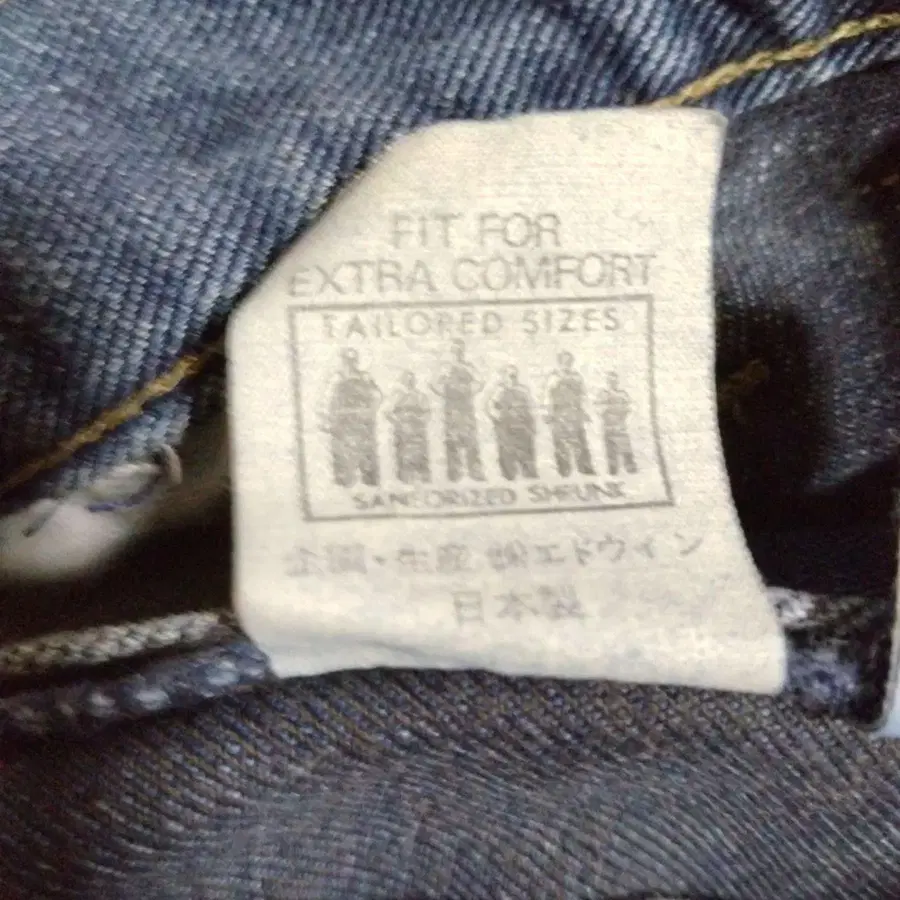 FIT FOR
EXTRA COMFORT
TAILORED SIZES
SANFORIZED SHRUNK
企画・生産 ㈱エドウイン
日本製